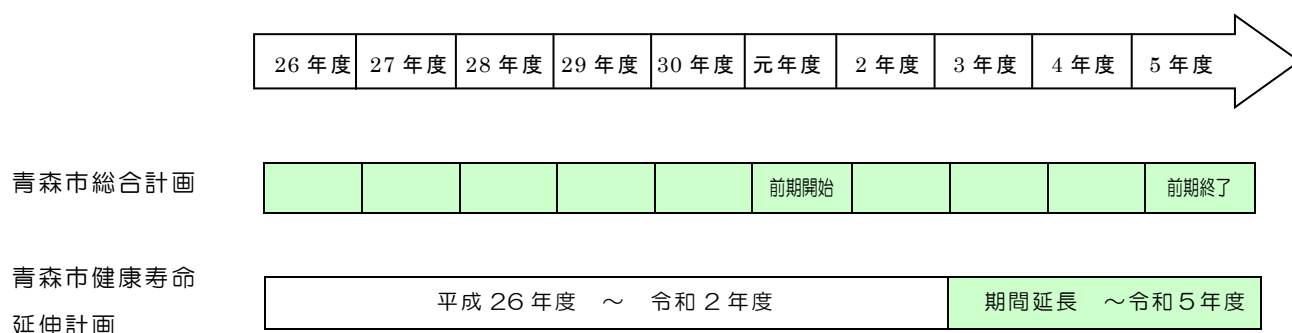 26 年度 27 年度 28 年度 29 年度 30 年度 元年度 2 年度 3 年度 4 年度 5 年度
青森市総合計画
前期開始 前期終了
青森市健康寿命
延伸計画
平成 26 年度 ～ 令和 2 年度 期間延長 ～令和 5 年度